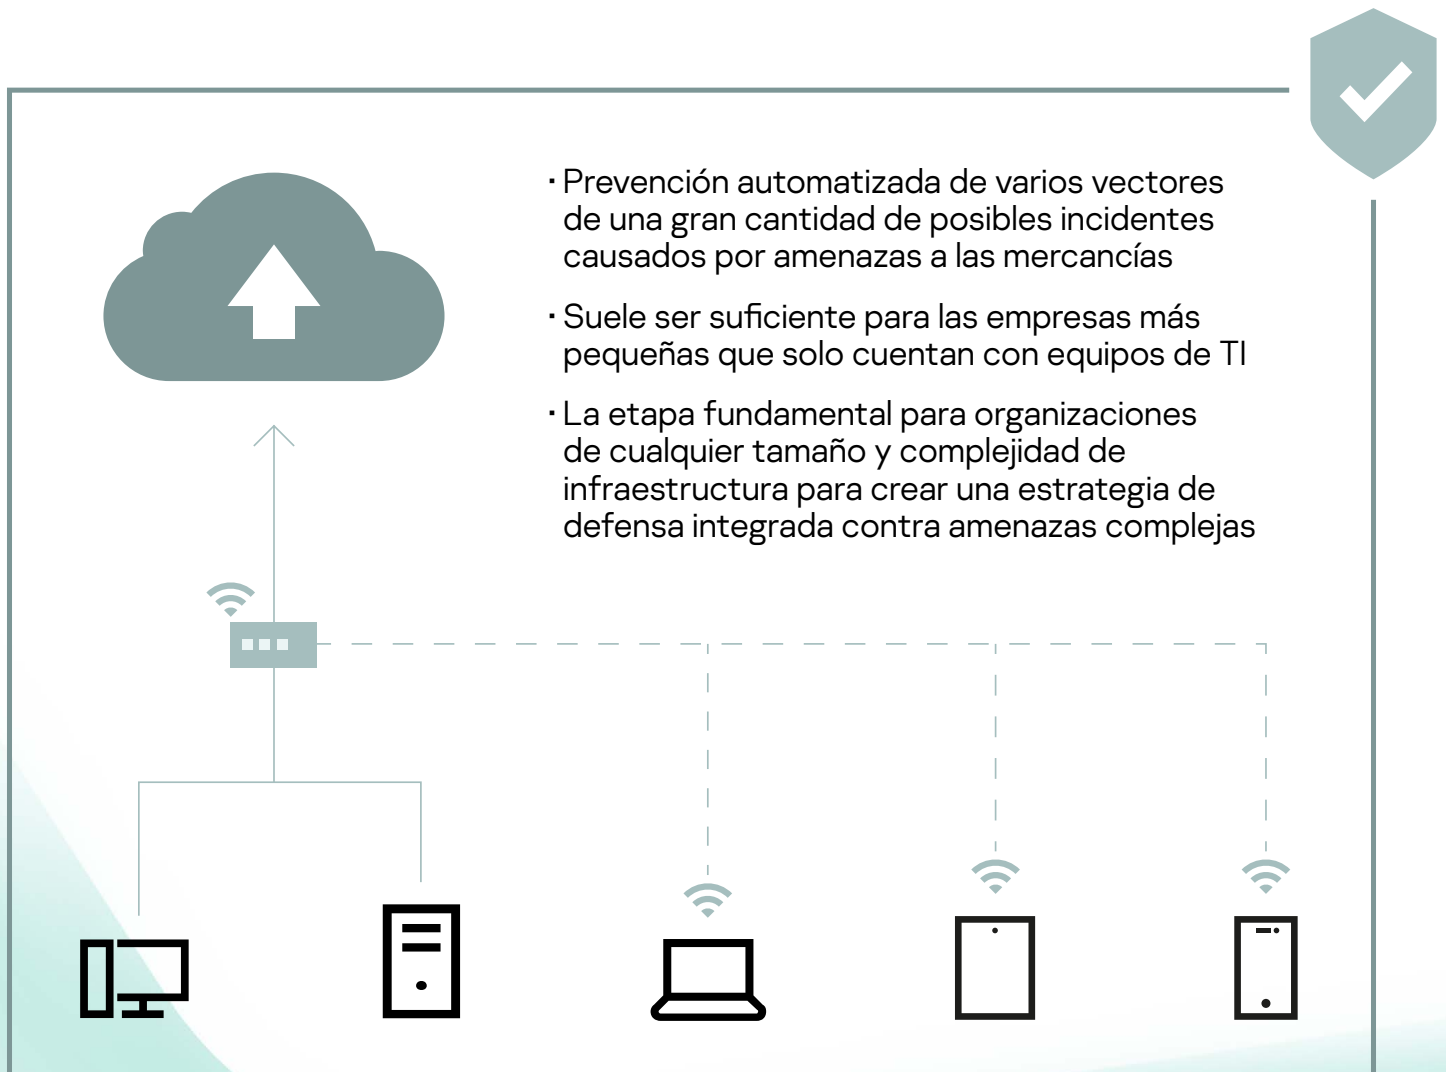 · Prevención automatizada de varios vectores
de una gran cantidad de posibles incidentes
causados por amenazas a las mercancías
· Suele ser suficiente para las empresas más
pequeñas que solo cuentan con equipos de TI
· La etapa fundamental para organizaciones
de cualquier tamaño y complejidad de
infraestructura para crear una estrategia de
defensa integrada contra amenazas complejas